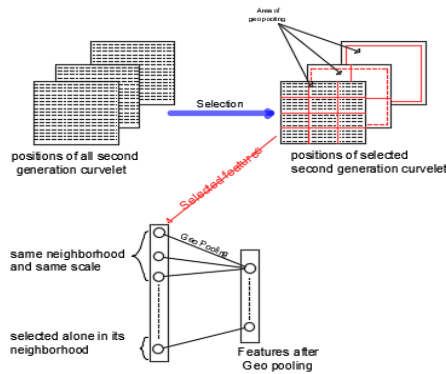 Area of
geo pooling
Selection
positions of all second
generation curvelet
positions of selected
second generation curvelet
Selected features
Geo Pooling
same neighborhood
and same scale
selected alone in its
neighborhood
Features after
Geo pooling